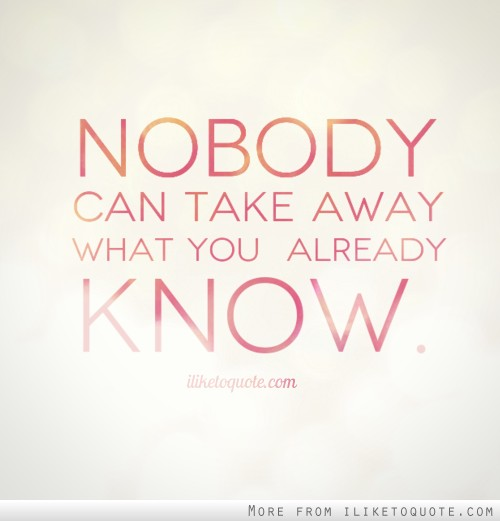 NOBODY
CAN TAKE AWAY
WHAT YOU ALREADY
KNOW.
iliketoquote.com
MORE FROM ILIKETOQUOTE.COM